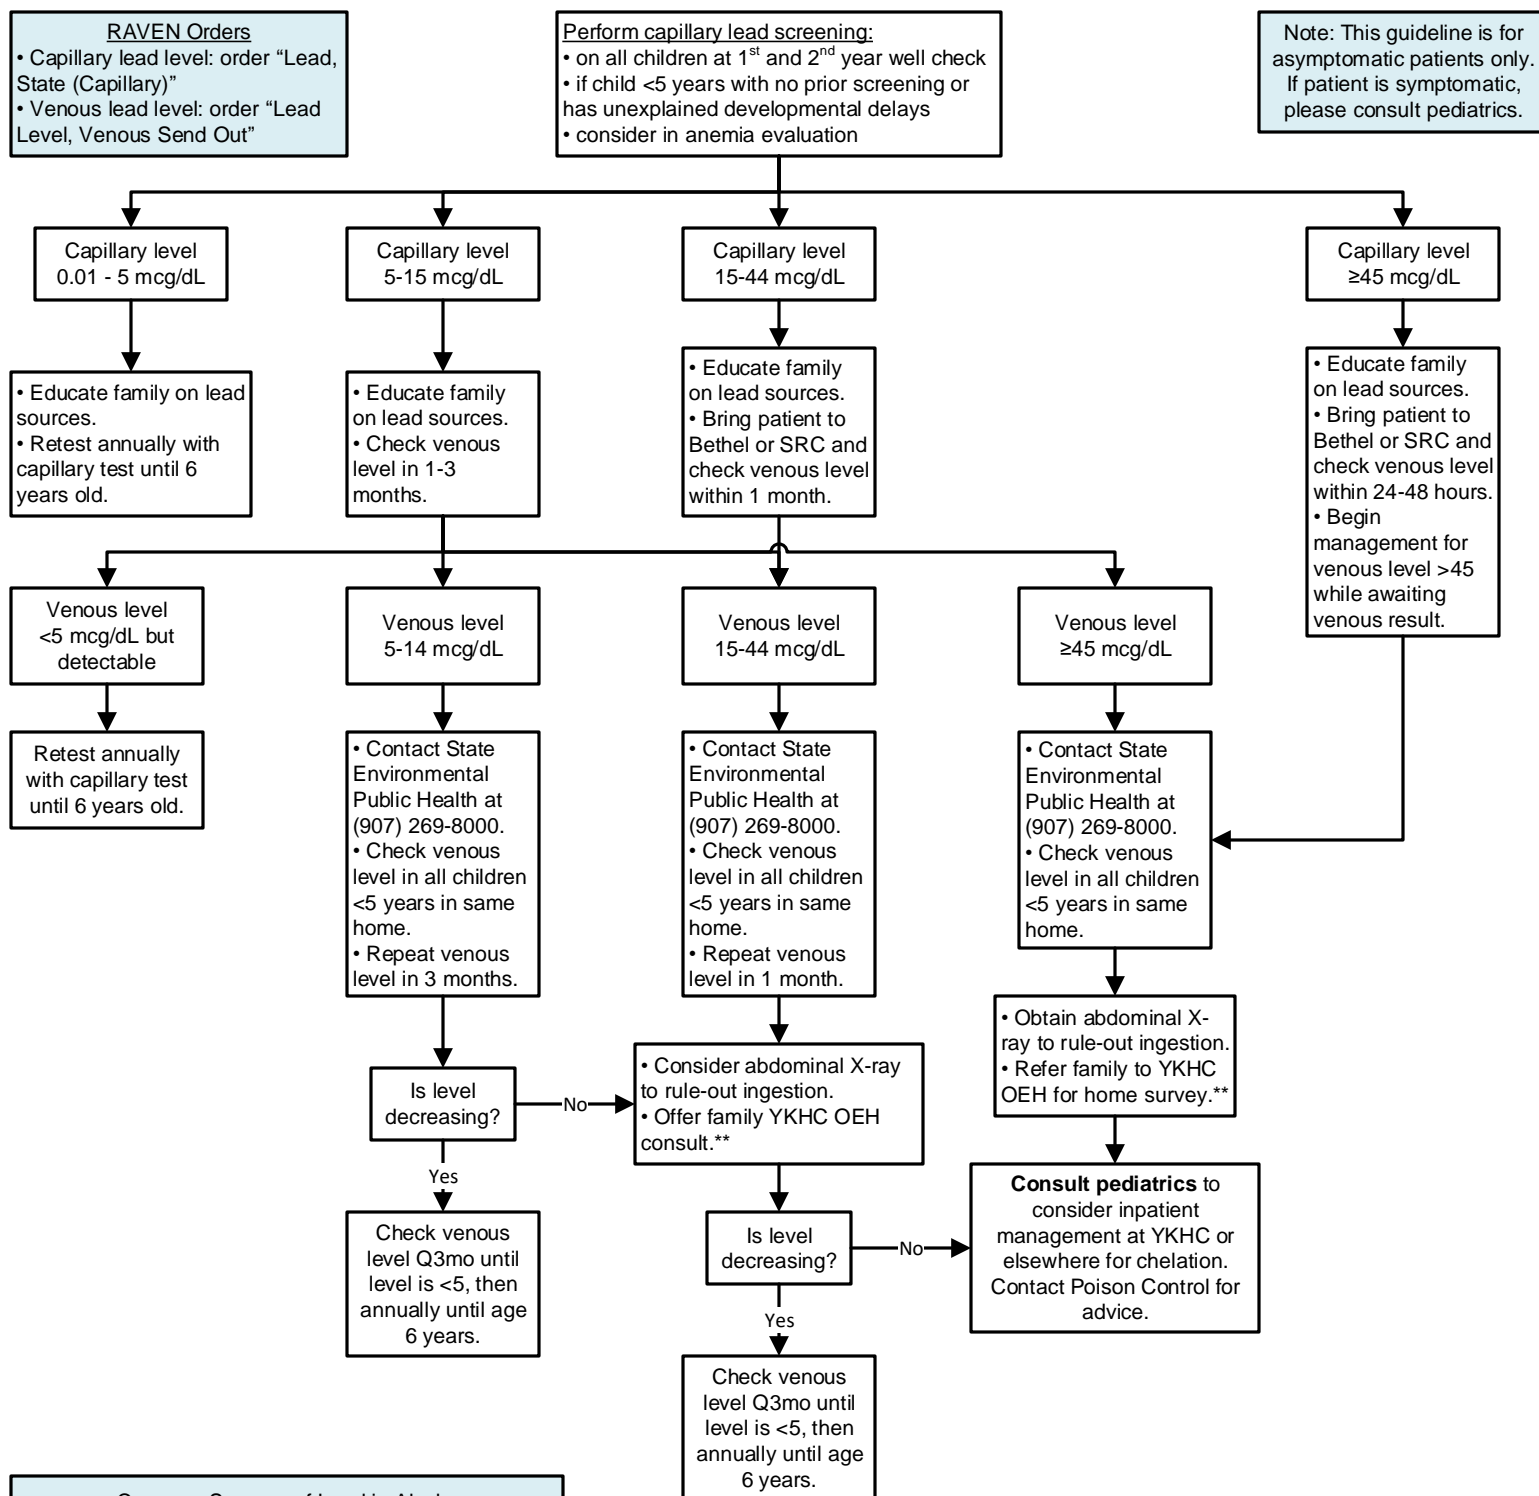 RAVEN Orders
• Capillary lead level: order “Lead,
State (Capillary)”
• Venous lead level: order “Lead
Level, Venous Send Out”
Perform capillary lead screening:
• on all children at 1st and 2nd year well check
• if child <5 years with no prior screening or
has unexplained developmental delays
• consider in anemia evaluation
Note: This guideline is for
asymptomatic patients only.
If patient is symptomatic,
please consult pediatrics.
Capillary level
0.01 - 5 mcg/dL
Capillary level
5-15 mcg/dL
Capillary level
15-44 mcg/dL
Capillary level
≥45 mcg/dL
• Educate family on lead
sources.
• Retest annually with
capillary test until 6
years old.
• Educate family
on lead sources.
• Check venous
level in 1-3
months.
• Educate family
on lead sources.
• Bring patient to
Bethel or SRC and
check venous level
within 1 month.
• Educate family
on lead sources.
• Bring patient to
Bethel or SRC and
check venous level
within 24-48 hours.
• Begin
management for
venous level >45
while awaiting
venous result.
Venous level
<5 mcg/dL but
detectable
Venous level
5-14 mcg/dL
Venous level
15-44 mcg/dL
Venous level
≥45 mcg/dL
Retest annually
with capillary test
until 6 years old.
• Contact State
Environmental
Public Health at
(907) 269-8000.
• Check venous
level in all children
<5 years in same
home.
• Repeat venous
level in 3 months.
• Contact State
Environmental
Public Health at
(907) 269-8000.
• Check venous
level in all children
<5 years in same
home.
• Repeat venous
level in 1 month.
• Contact State
Environmental
Public Health at
(907) 269-8000.
• Check venous
level in all children
<5 years in same
home.
Is level
decreasing?
No
• Consider abdominal X-ray
to rule-out ingestion.
• Offer family YKHC OEH
consult.**
• Obtain abdominal X-
ray to rule-out ingestion.
• Refer family to YKHC
OEH for home survey.**
Yes
Check venous
level Q3mo until
level is <5, then
annually until age
6 years.
Is level
decreasing?
No
Consult pediatrics to
consider inpatient
management at YKHC or
elsewhere for chelation.
Contact Poison Control for
advice.
Yes
Check venous
level Q3mo until
level is <5, then
annually until age
6 years.